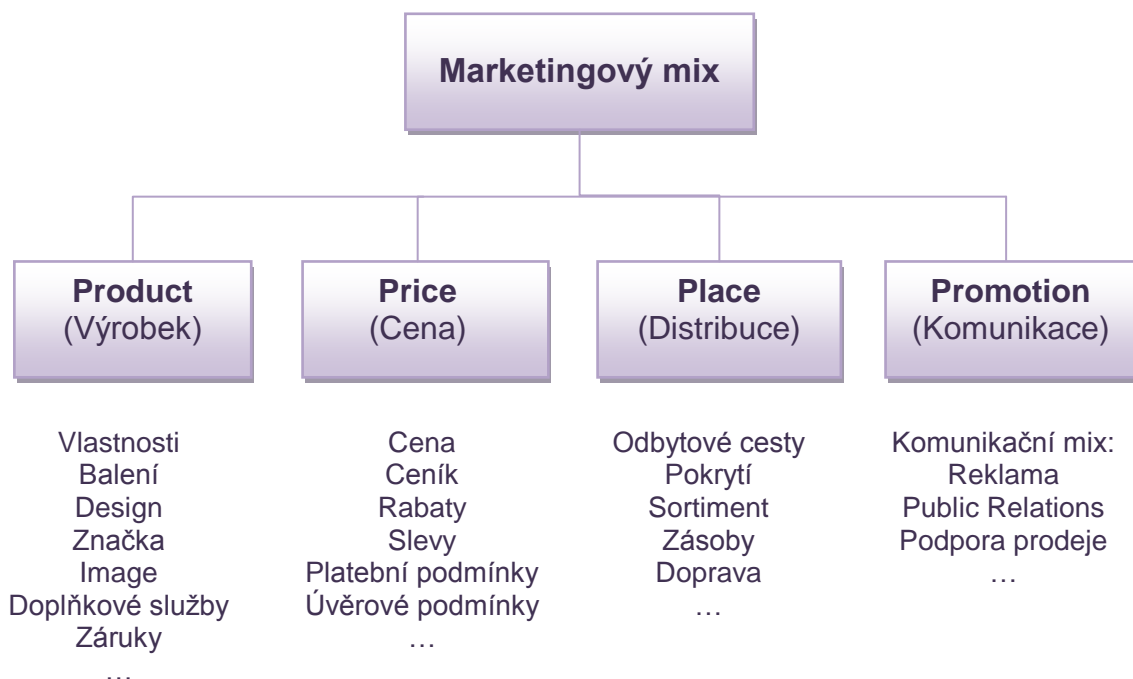 Marketingový mix
Product
(Výrobek)
Price
(Cena)
Place
(Distribuce)
Promotion
(Komunikace)
Vlastnosti
Balení
Design
Značka
Image
Doplňkové služby
Záruky
…
Cena
Ceník
Rabaty
Slevy
Platební podmínky
Úvěrové podmínky
…
Odbytové cesty
Pokrytí
Sortiment
Zásoby
Doprava
…
Komunikační mix:
Reklama
Public Relations
Podpora prodeje
…